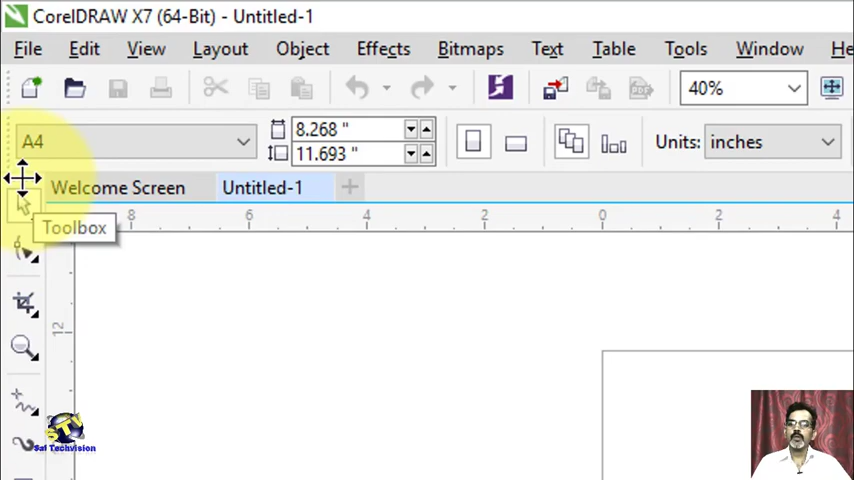 CorelDRAW X7 (64-Bit) - Untitled-1
File Edit View Layout Object Effects Bitmaps Text Table Tools Window He
40%
A4 8.268 " 11.693 " Units: inches
Welcome Screen Untitled-1
Toolbox
8 6 4 2 0 2 4
12
STV
Sai Techvision